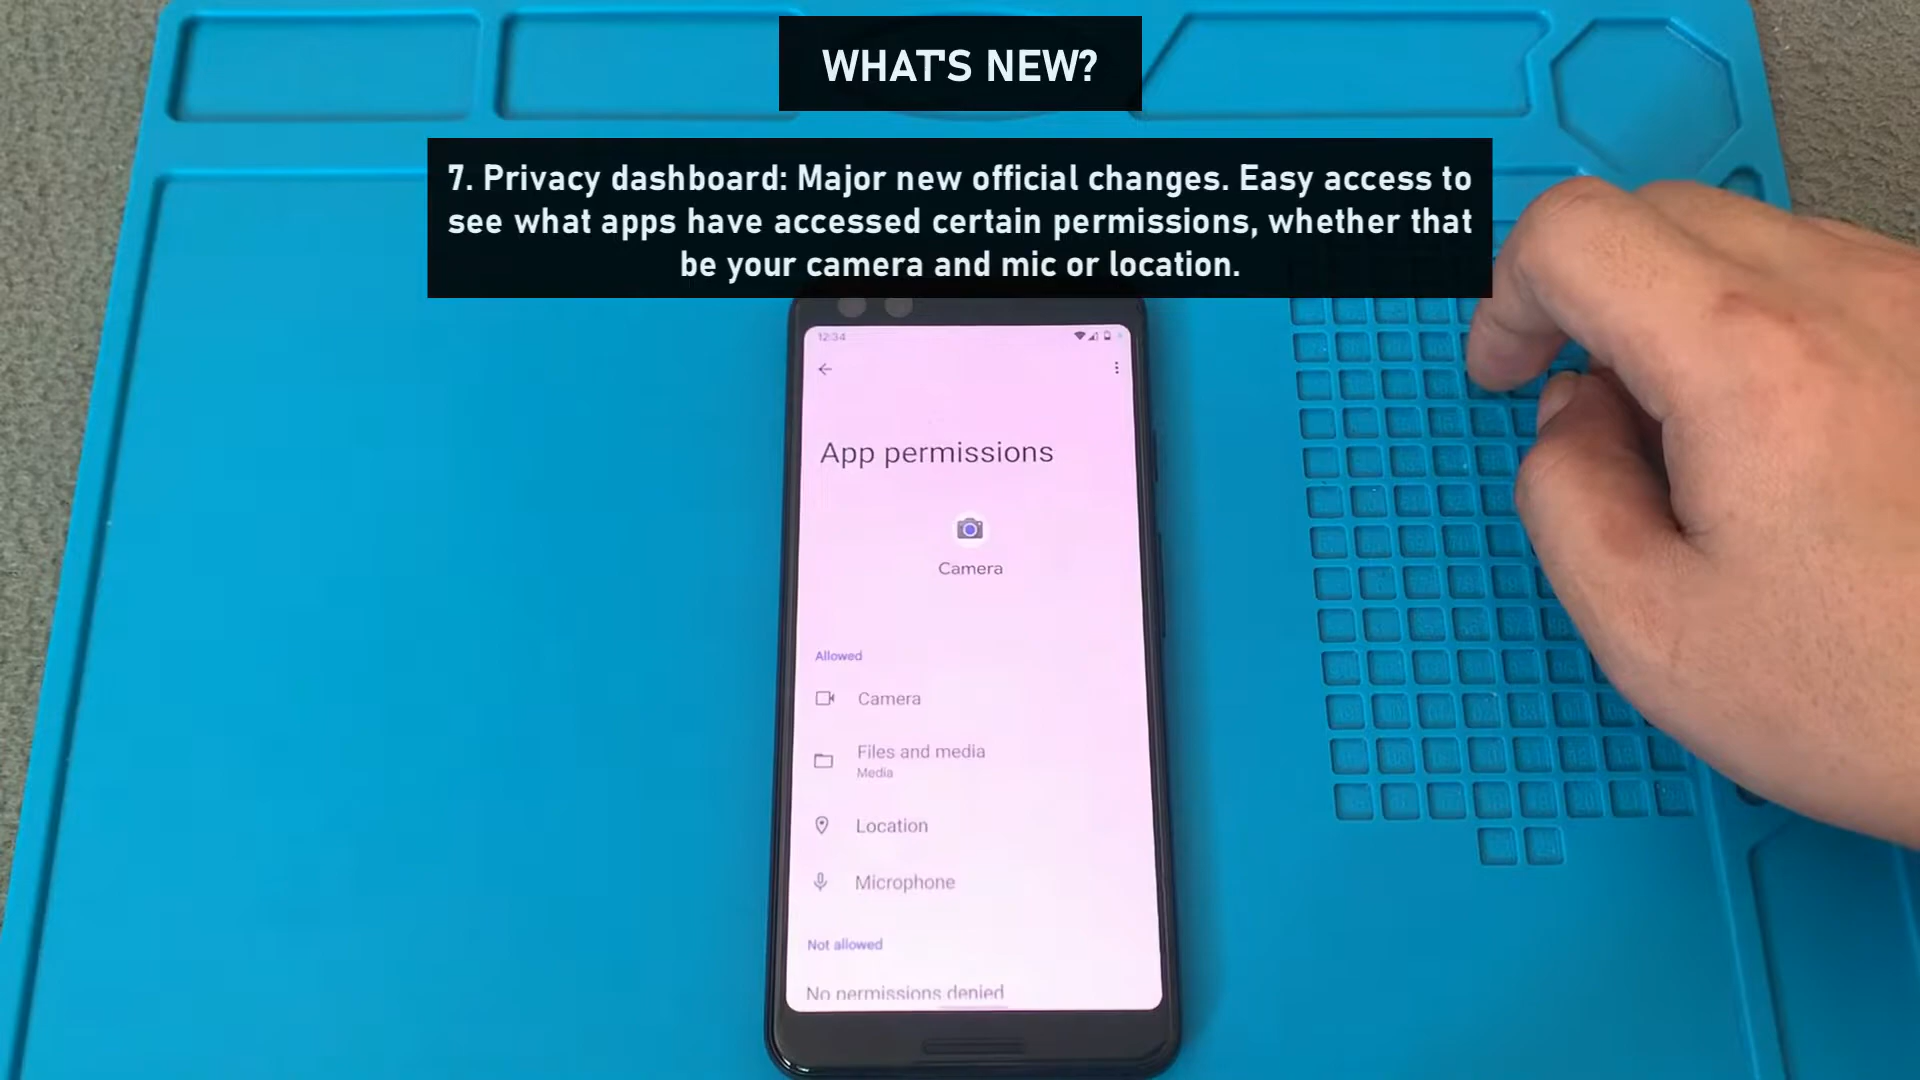 WHAT'S NEW?
7. Privacy dashboard: Major new official changes. Easy access to
see what apps have accessed certain permissions, whether that
be your camera and mic or location.
12:34
App permissions
Camera
Allowed
Camera
Files and media
Media
Location
Microphone
Not allowed
No permissions denied